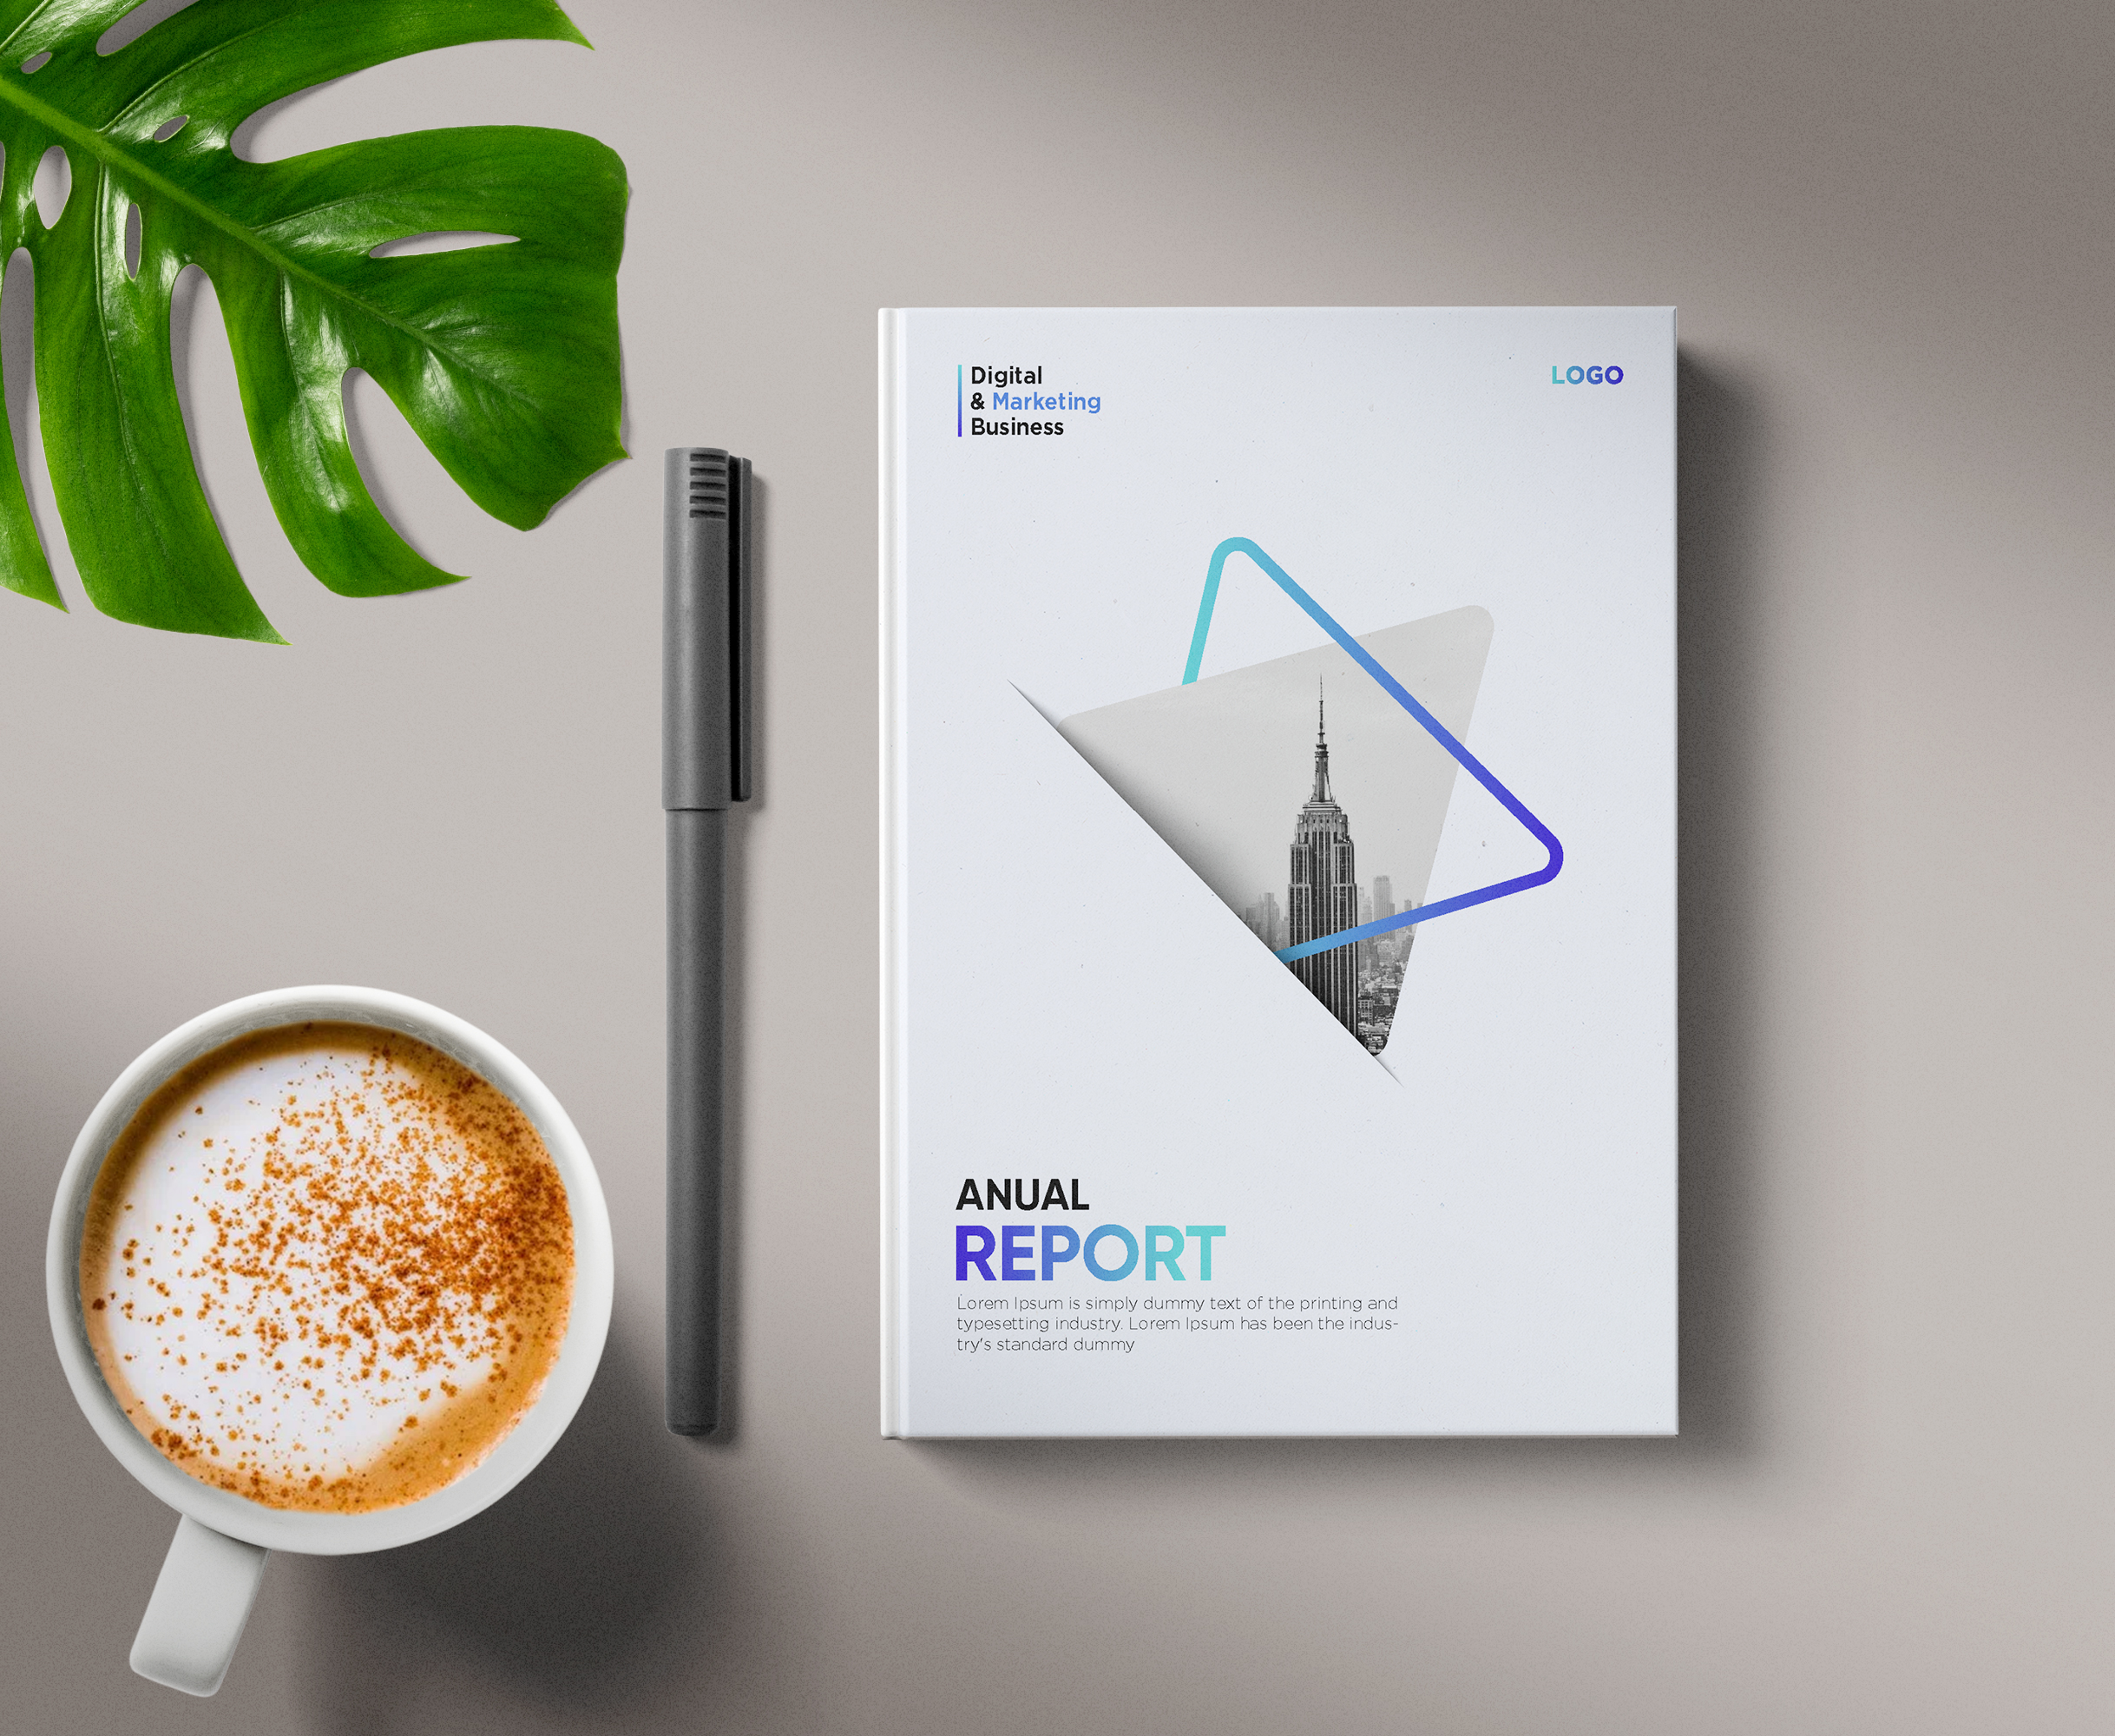 Digital
& Marketing
Business
LOGO
ANUAL
REPORT
Lorem Ipsum is simply dummy text of the printing and
typesetting industry. Lorem Ipsum has been the indus-
try's standard dummy